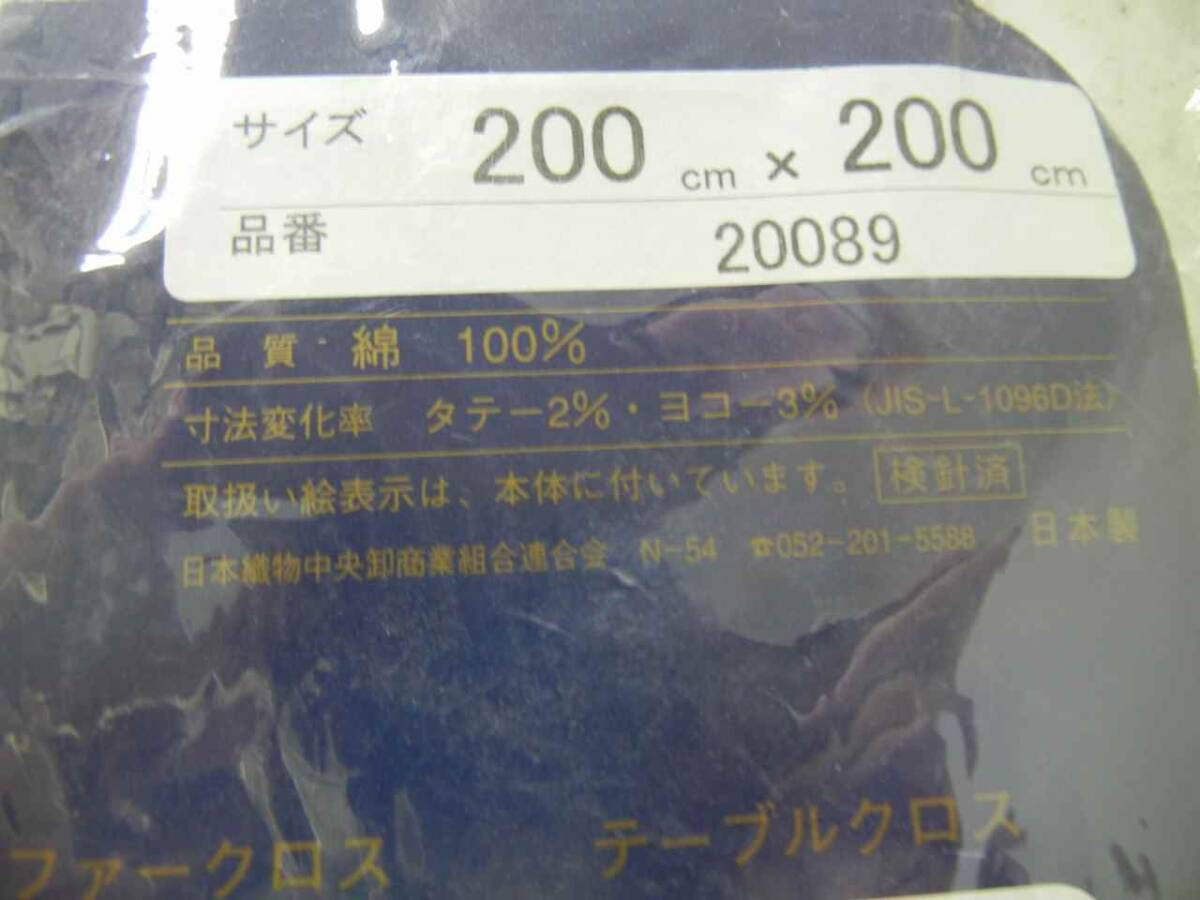 サイズ 200 cm × 200 cm
品番 20089
品質 綿 100%
寸法変化率 タテー2%・ヨコー3% (JIS-L-1096D法)
取扱い絵表示は、本体に付いています。 検針済
日本織物中央卸商業組合連合会 N-54 ☎052-201-5588 日本製
ファークロス テーブルクロス